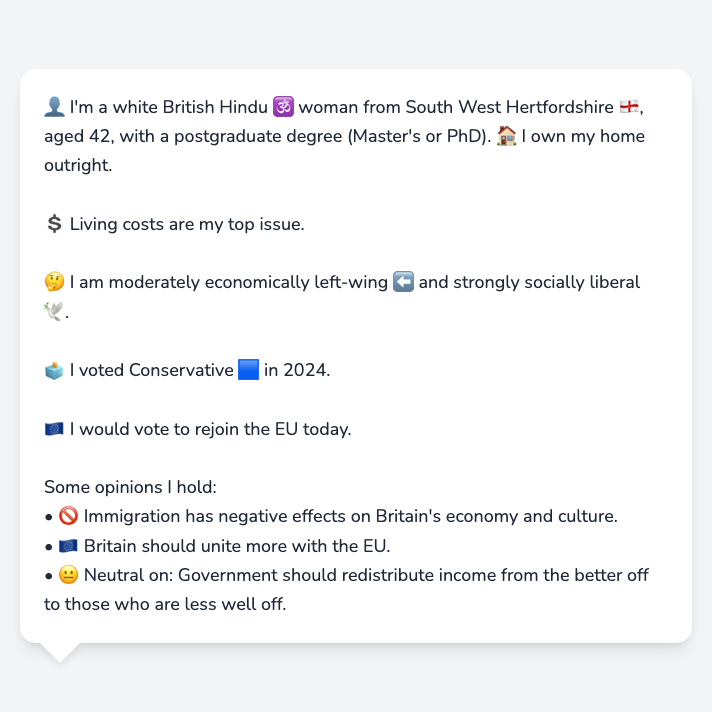 👤 I'm a white British Hindu 🕉️ woman from South West Hertfordshire 🏴󠁧󠁢󠁥󠁮󠁧󠁿,
aged 42, with a postgraduate degree (Master's or PhD). 🏠 I own my home
outright.
💲 Living costs are my top issue.
🤔 I am moderately economically left-wing ⬅️ and strongly socially liberal
🕊️.
🗳️ I voted Conservative 🟦 in 2024.
🇪🇺 I would vote to rejoin the EU today.
Some opinions I hold:
• 🚫 Immigration has negative effects on Britain's economy and culture.
• 🇪🇺 Britain should unite more with the EU.
• 😐 Neutral on: Government should redistribute income from the better off
to those who are less well off.